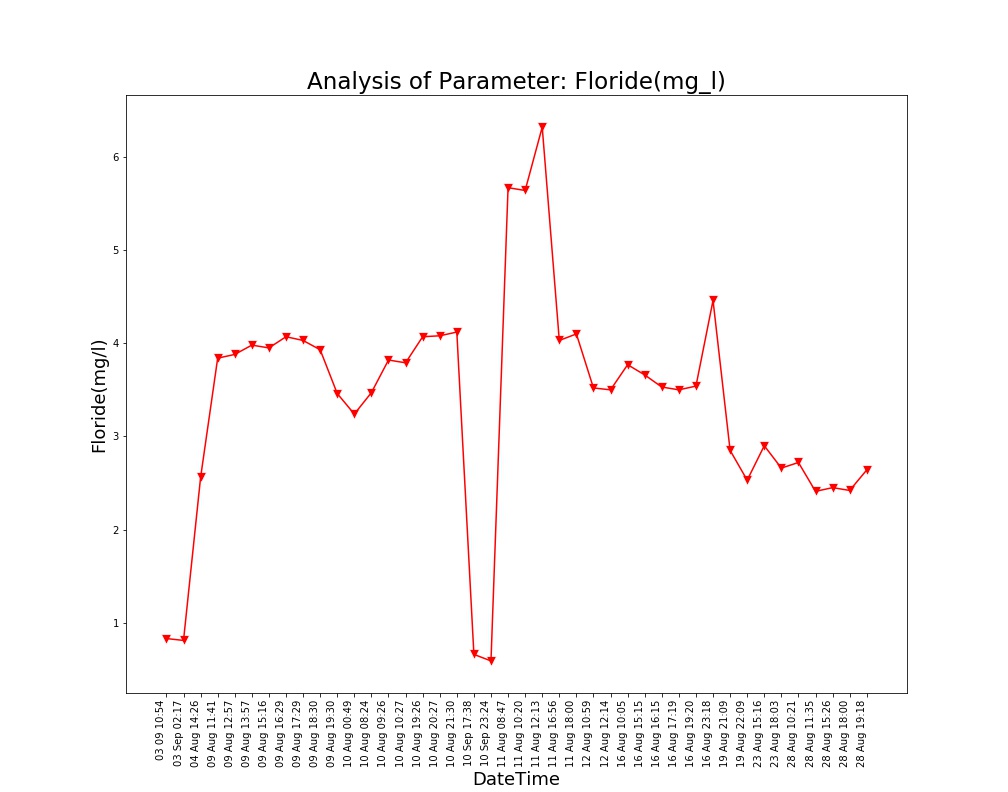 Analysis of Parameter: Floride(mg_l)
Floride(mg/l)
6
5
4
3
2
1
03 09 10:54
03 Sep 02:17
04 Aug 14:26
09 Aug 11:41
09 Aug 12:57
09 Aug 13:57
09 Aug 15:16
09 Aug 16:29
09 Aug 17:29
09 Aug 18:30
09 Aug 19:30
10 Aug 00:49
10 Aug 08:24
10 Aug 09:26
10 Aug 10:27
10 Aug 19:26
10 Aug 20:27
10 Aug 21:30
10 Sep 17:38
10 Sep 23:24
11 Aug 08:47
11 Aug 10:20
11 Aug 12:13
11 Aug 16:56
11 Aug 18:00
12 Aug 10:59
12 Aug 12:14
16 Aug 10:05
16 Aug 15:15
16 Aug 16:15
16 Aug 17:19
16 Aug 19:20
16 Aug 23:18
19 Aug 21:09
19 Aug 22:09
23 Aug 15:16
23 Aug 18:03
28 Aug 10:21
28 Aug 11:35
28 Aug 15:26
28 Aug 18:00
28 Aug 19:18
DateTime